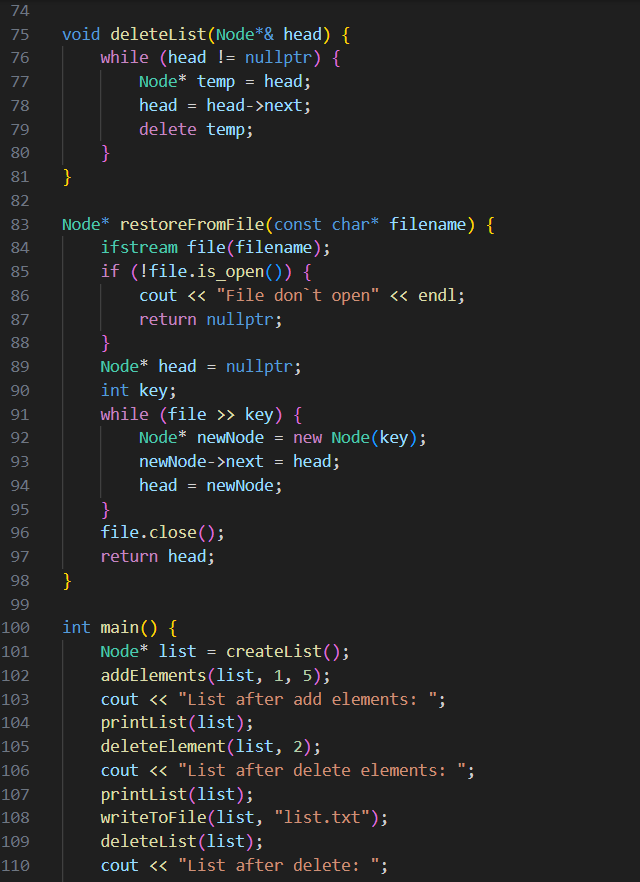 74
75 void deleteList(Node*& head) {
76     while (head != nullptr) {
77         Node* temp = head;
78         head = head->next;
79         delete temp;
80     }
81 }
82
83 Node* restoreFromFile(const char* filename) {
84     ifstream file(filename);
85     if (!file.is_open()) {
86         cout << "File don`t open" << endl;
87         return nullptr;
88     }
89     Node* head = nullptr;
90     int key;
91     while (file >> key) {
92         Node* newNode = new Node(key);
93         newNode->next = head;
94         head = newNode;
95     }
96     file.close();
97     return head;
98 }
99
100 int main() {
101     Node* list = createList();
102     addElements(list, 1, 5);
103     cout << "List after add elements: ";
104     printList(list);
105     deleteElement(list, 2);
106     cout << "List after delete elements: ";
107     printList(list);
108     writeToFile(list, "list.txt");
109     deleteList(list);
110     cout << "List after delete: ";